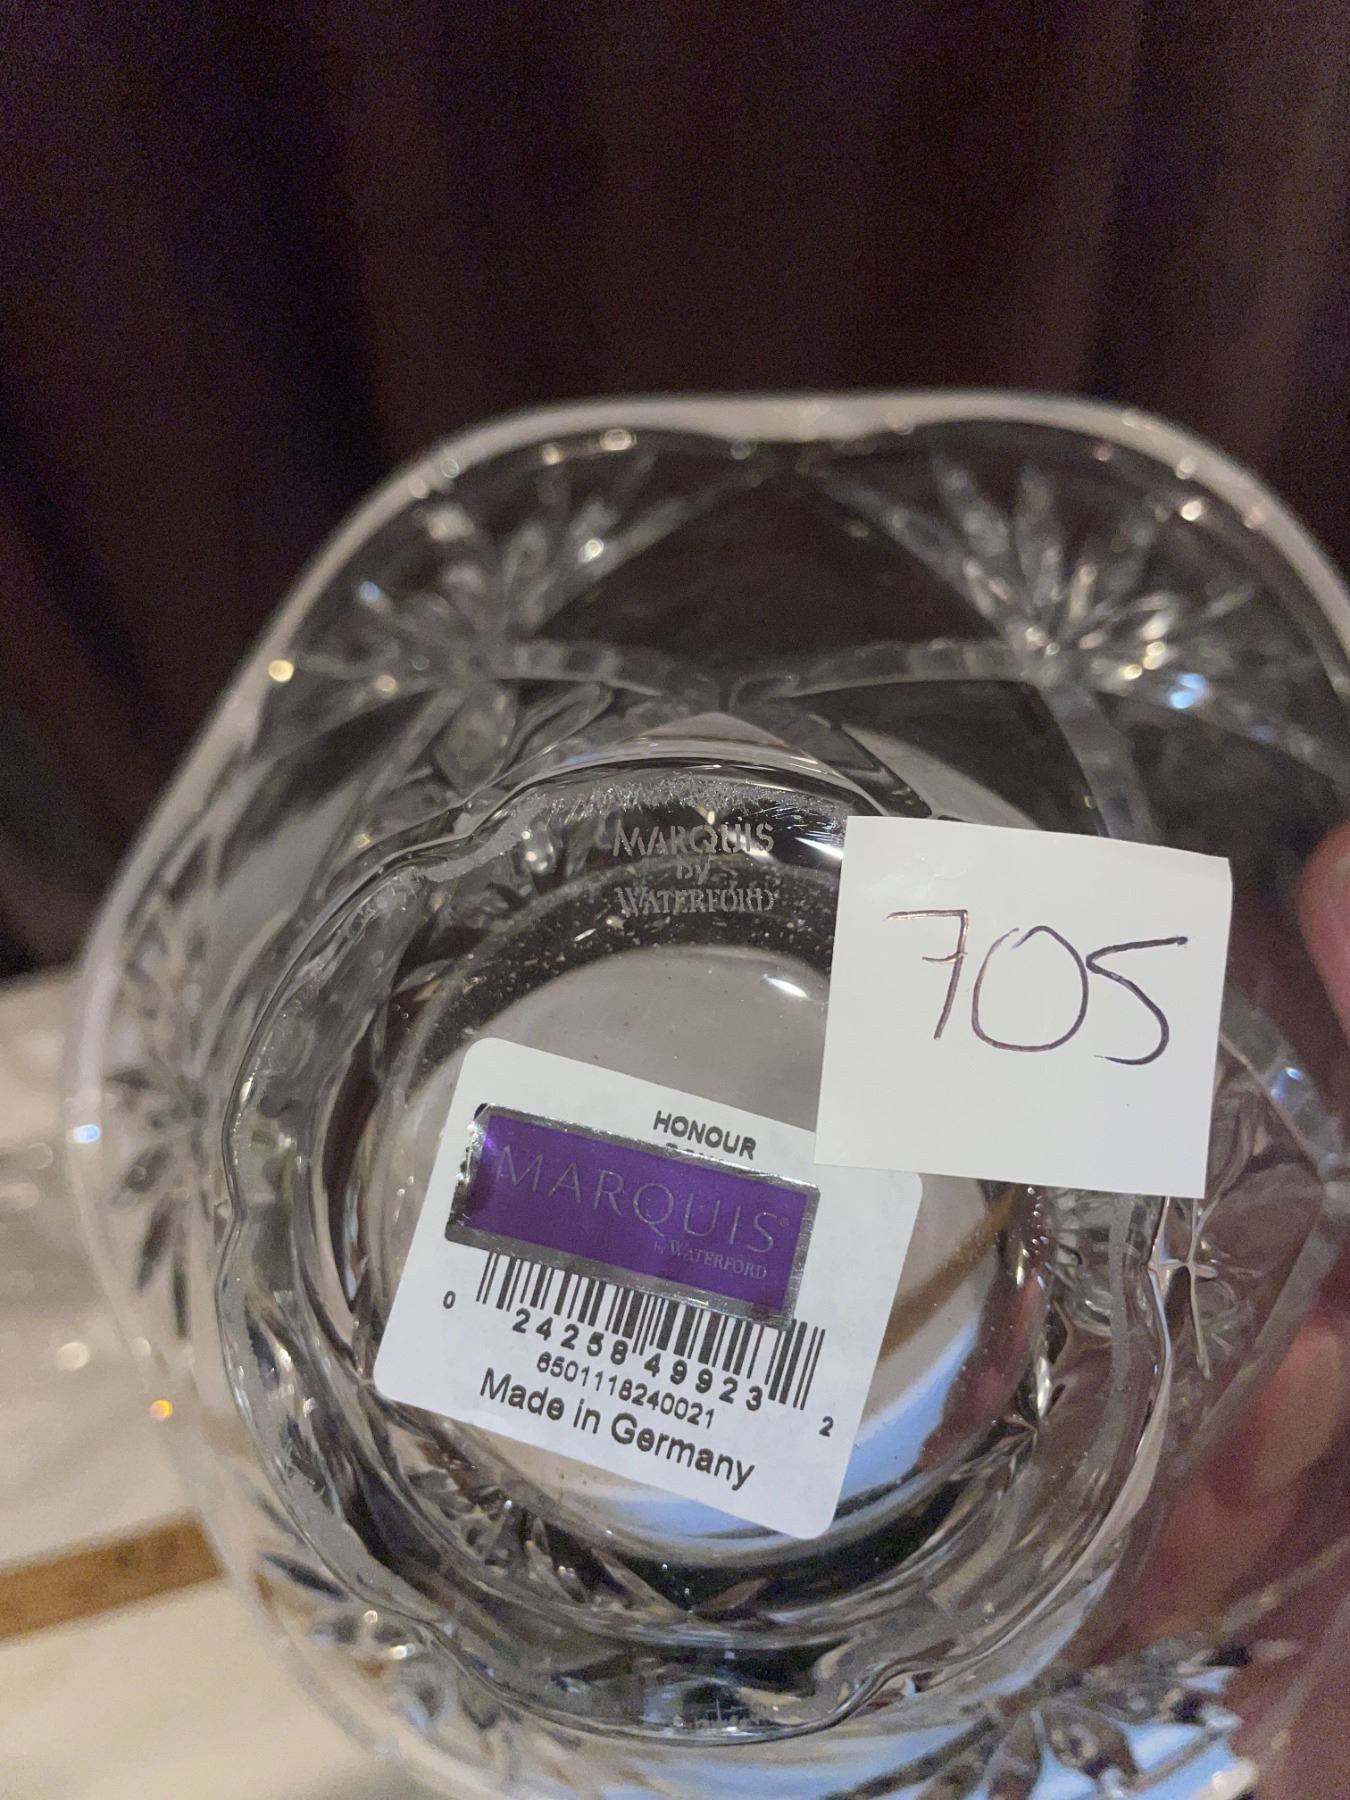 MARQUIS
by
WATERFORD
705
HONOUR
MARQUIS®
by WATERFORD
0 24258 49923 2
6501118240021
Made in Germany